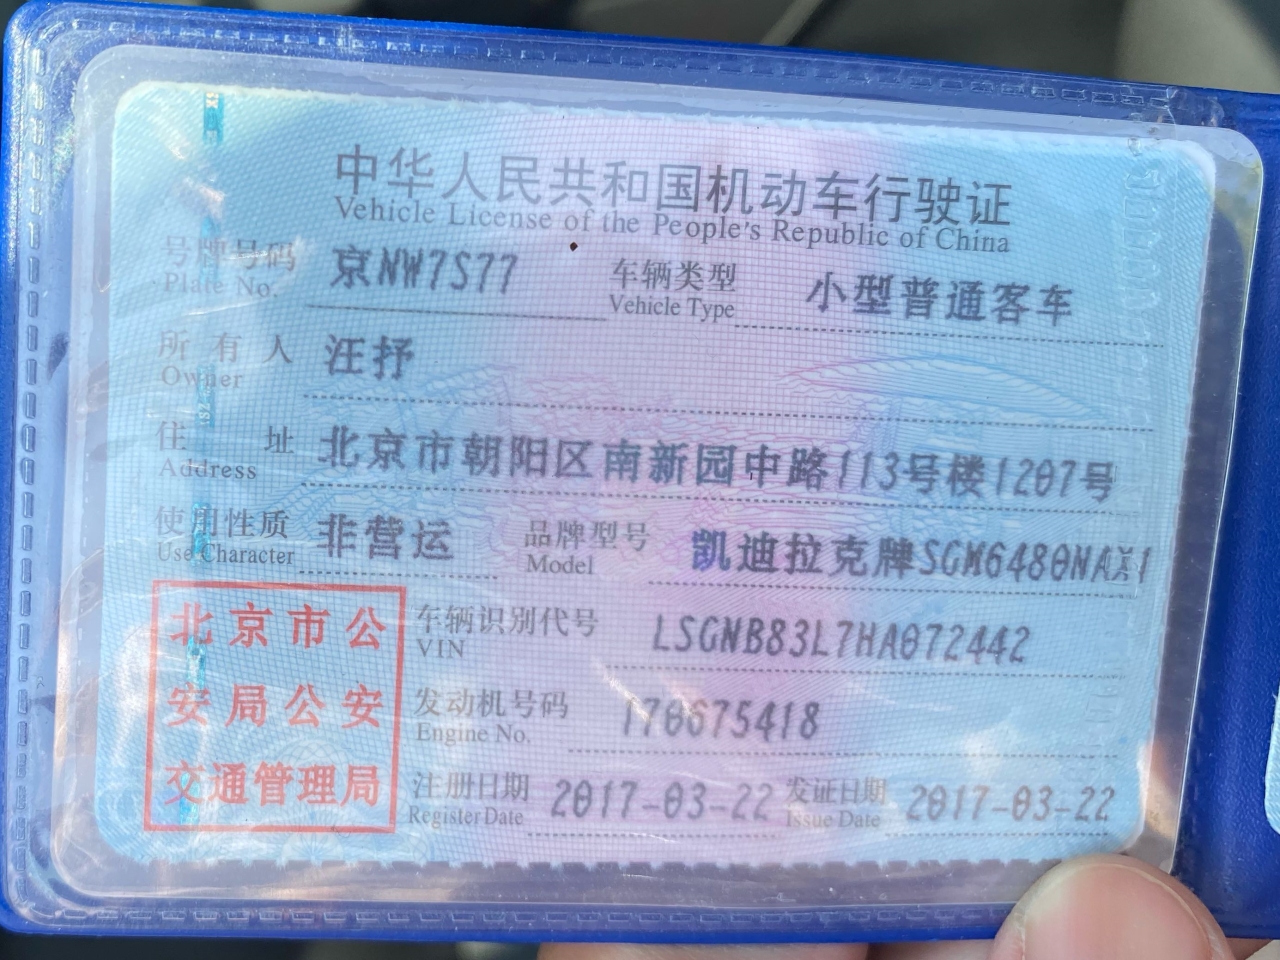 中华人民共和国机动车行驶证
Vehicle License of the People's Republic of China
号牌号码 京NW7S77 车辆类型 小型普通客车
Plate No. Vehicle Type
所有人 汪抒
Owner
住址 北京市朝阳区南新园中路113号楼1207号
Address
使用性质 非营运 品牌型号 凯迪拉克牌SGM6480NAX1
Use Character Model
北京市公
安局公安
交通管理局
车辆识别代号 LSGNB83L7HA072442
VIN
发动机号码 170675418
Engine No.
注册日期 2017-03-22 发证日期 2017-03-22
Register Date Issue Date